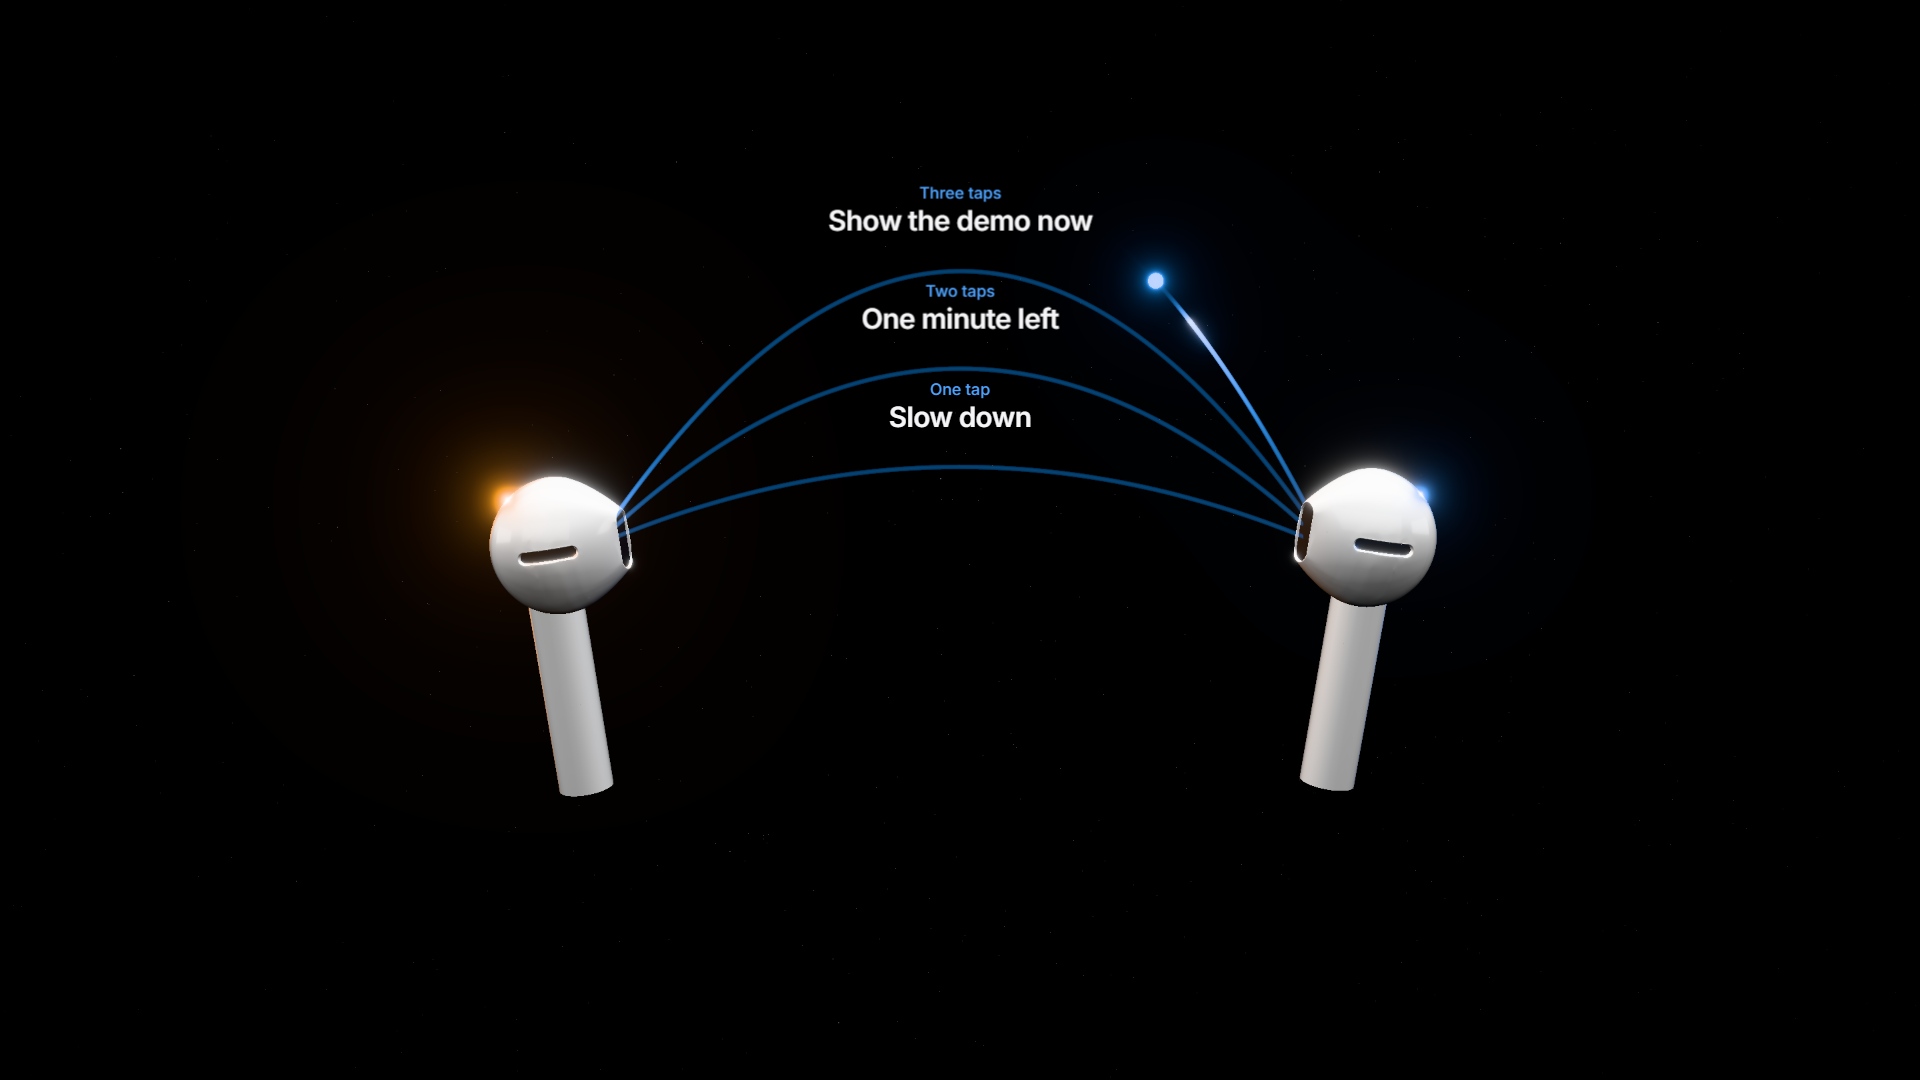 Three taps
Show the demo now
Two taps
One minute left
One tap
Slow down